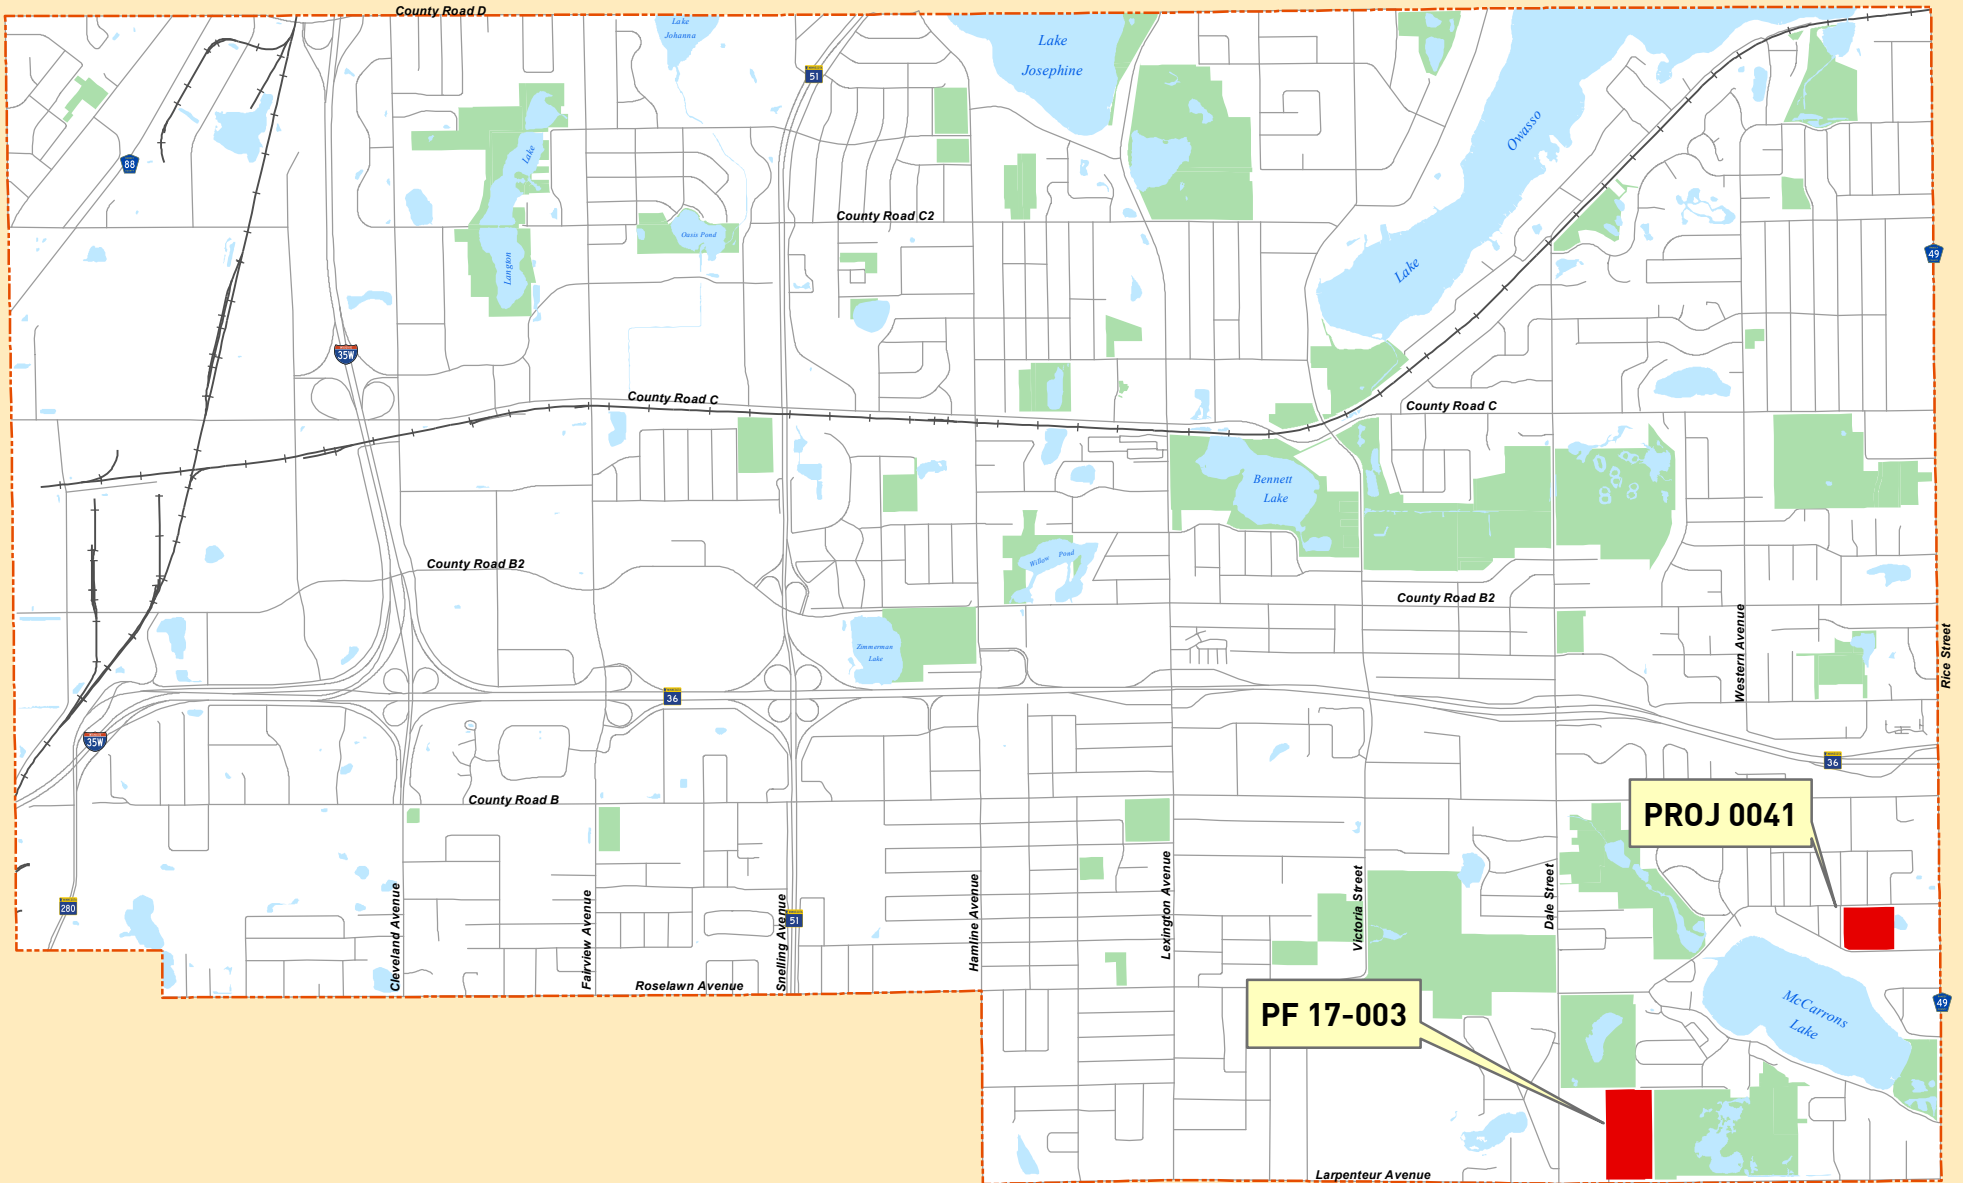 County Road D
Lake
Johanna
Lake
Josephine
51
88
Lake
Owasso
County Road C2
Oasis Pond
49
Langton
Lake
35W
County Road C
County Road C
Bennett
Lake
Willow Pond
County Road B2
County Road B2
Western Avenue
Rice Street
Zimmerman
Lake
36
35W
36
County Road B
PROJ 0041
280
Cleveland Avenue
Fairview Avenue
Snelling Avenue
51
Hamline Avenue
Lexington Avenue
Victoria Street
Dale Street
Roselawn Avenue
PF 17-003
McCarrons
Lake
49
Larpenteur Avenue